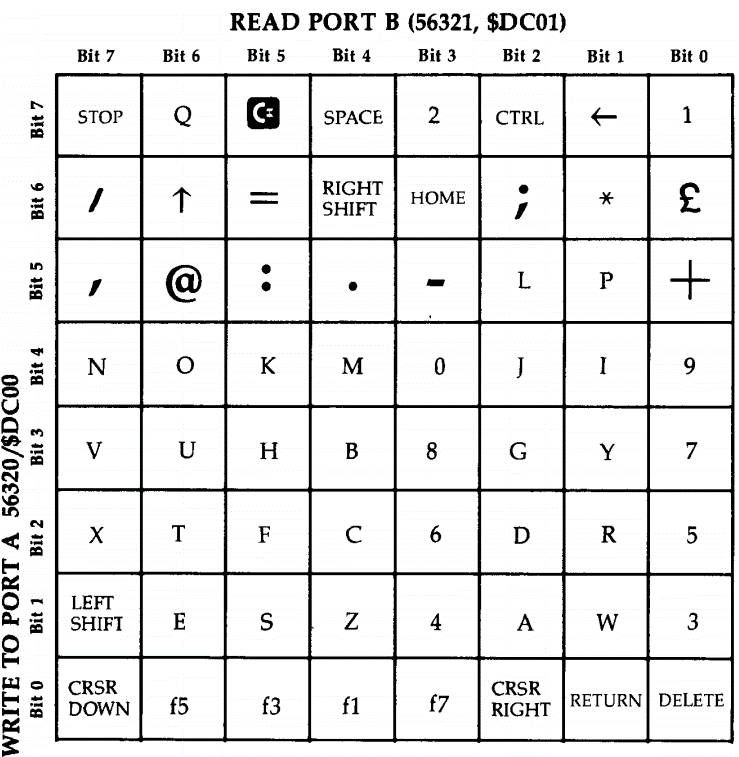 READ PORT B (56321, $DC01)
Bit 7 Bit 6 Bit 5 Bit 4 Bit 3 Bit 2 Bit 1 Bit 0
WRITE TO PORT A 56320/$DC00
Bit 7 STOP Q C= SPACE 2 CTRL ← 1
Bit 6 / ↑ = RIGHT SHIFT HOME ; * £
Bit 5 , @ : . - L P +
Bit 4 N O K M 0 J I 9
Bit 3 V U H B 8 G Y 7
Bit 2 X T F C 6 D R 5
Bit 1 LEFT SHIFT E S Z 4 A W 3
Bit 0 CRSR DOWN f5 f3 f1 f7 CRSR RIGHT RETURN DELETE